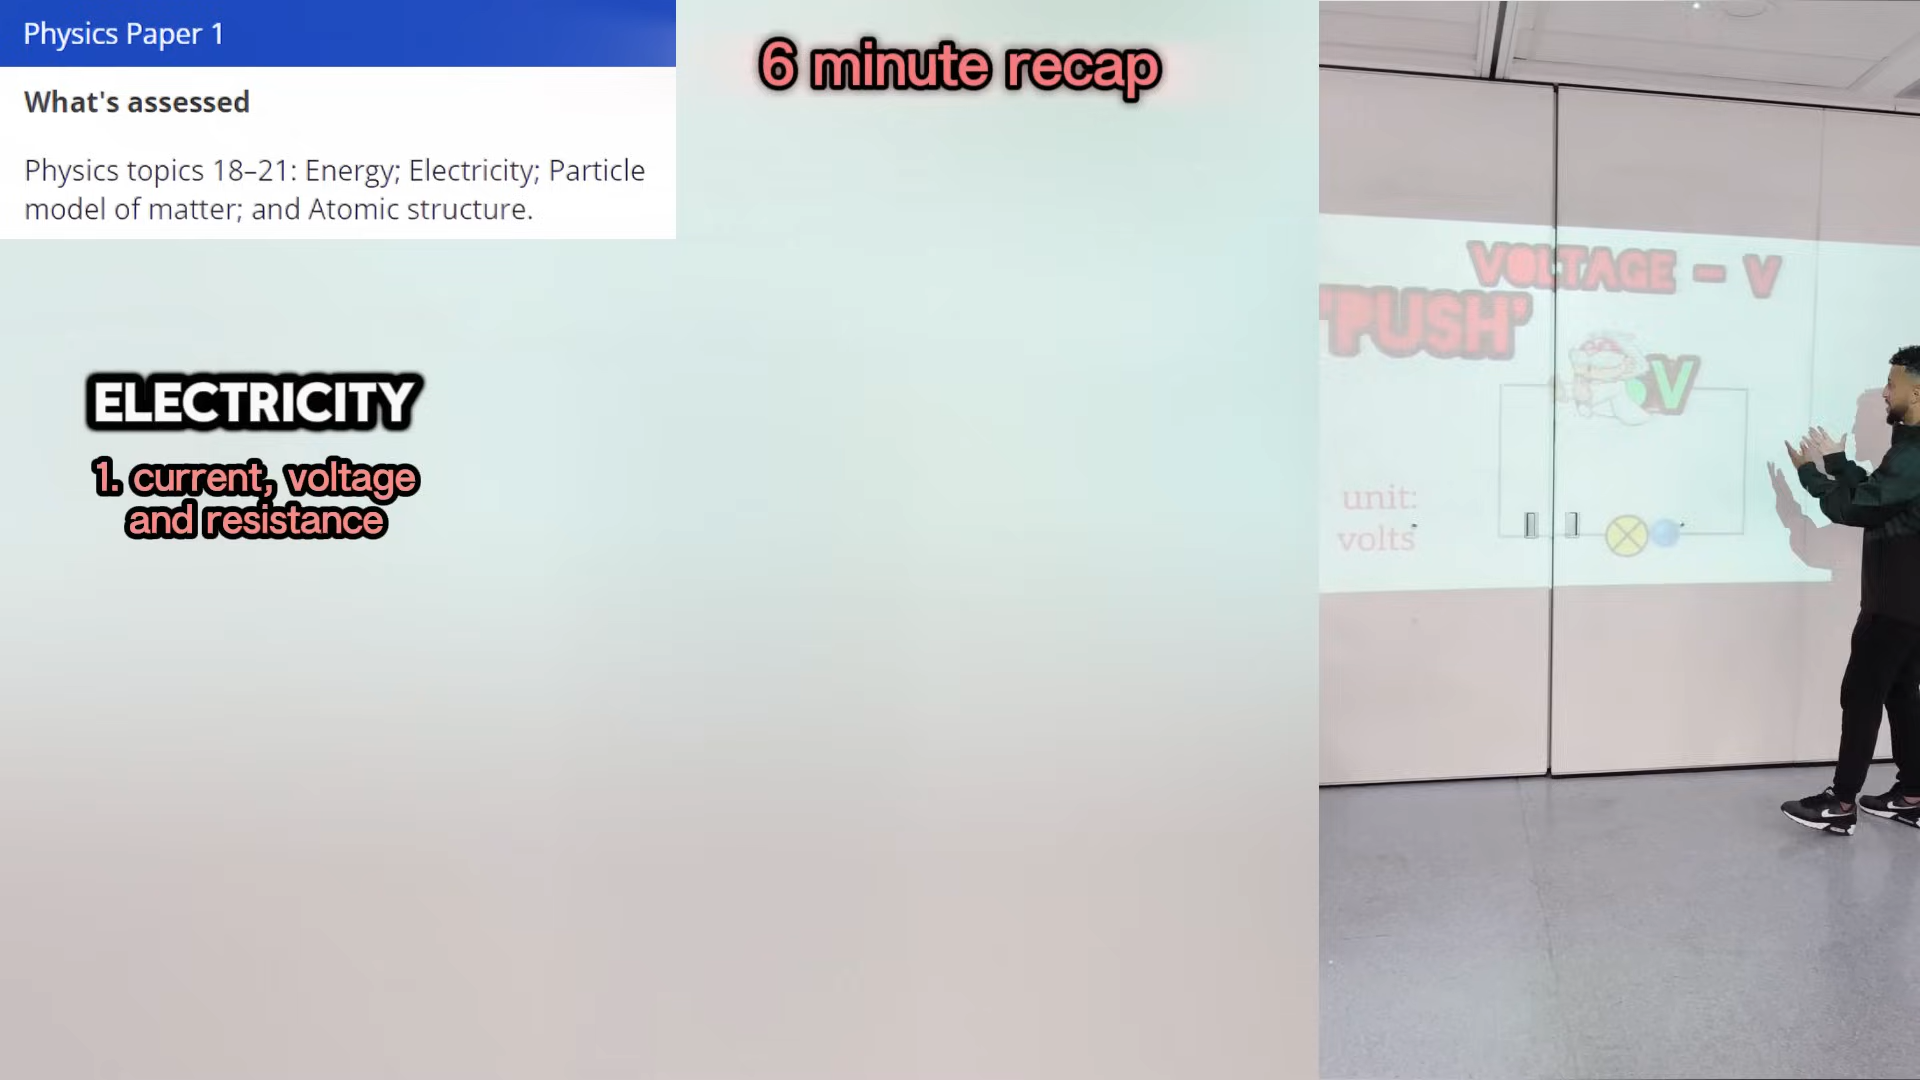 Physics Paper 1
What's assessed
Physics topics 18–21: Energy; Electricity; Particle
model of matter; and Atomic structure.
6 minute recap
ELECTRICITY
1. current, voltage
and resistance
VOLTAGE – V
'PUSH'
V
unit:
volts